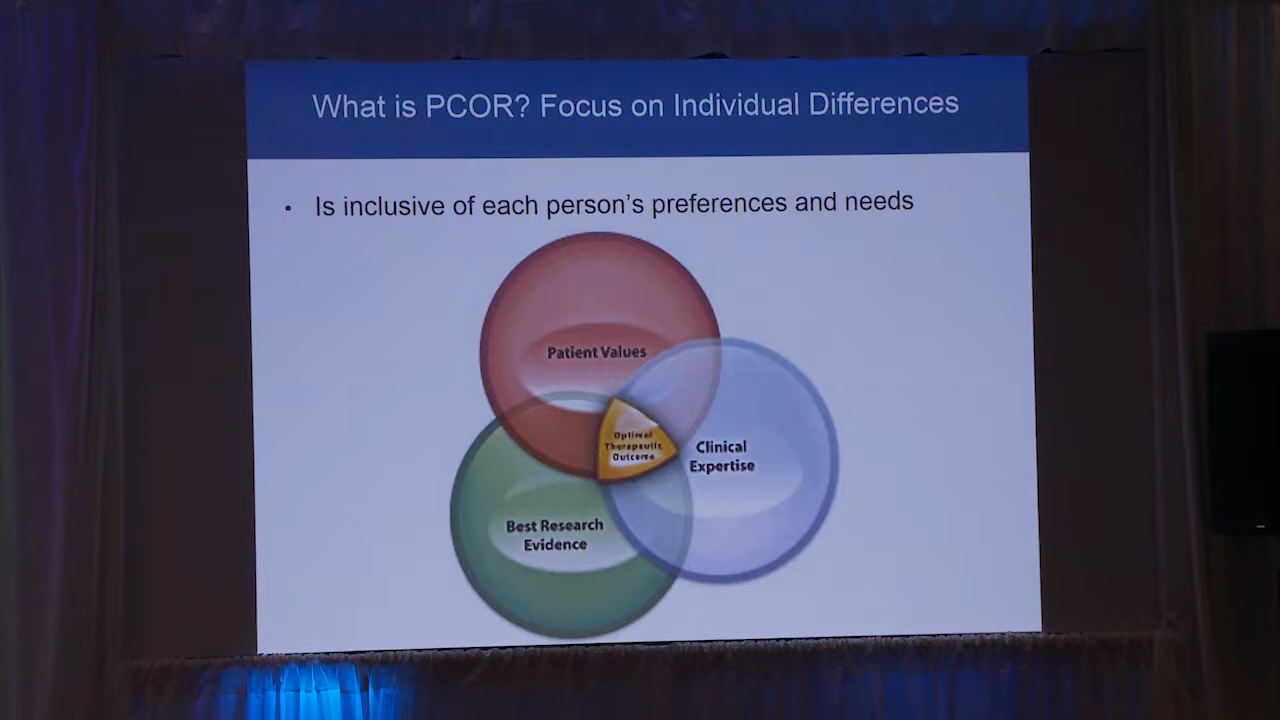 What is PCOR? Focus on Individual Differences
• Is inclusive of each person's preferences and needs
Patient Values
Optimal
Therapeutic
Outcome
Clinical
Expertise
Best Research
Evidence